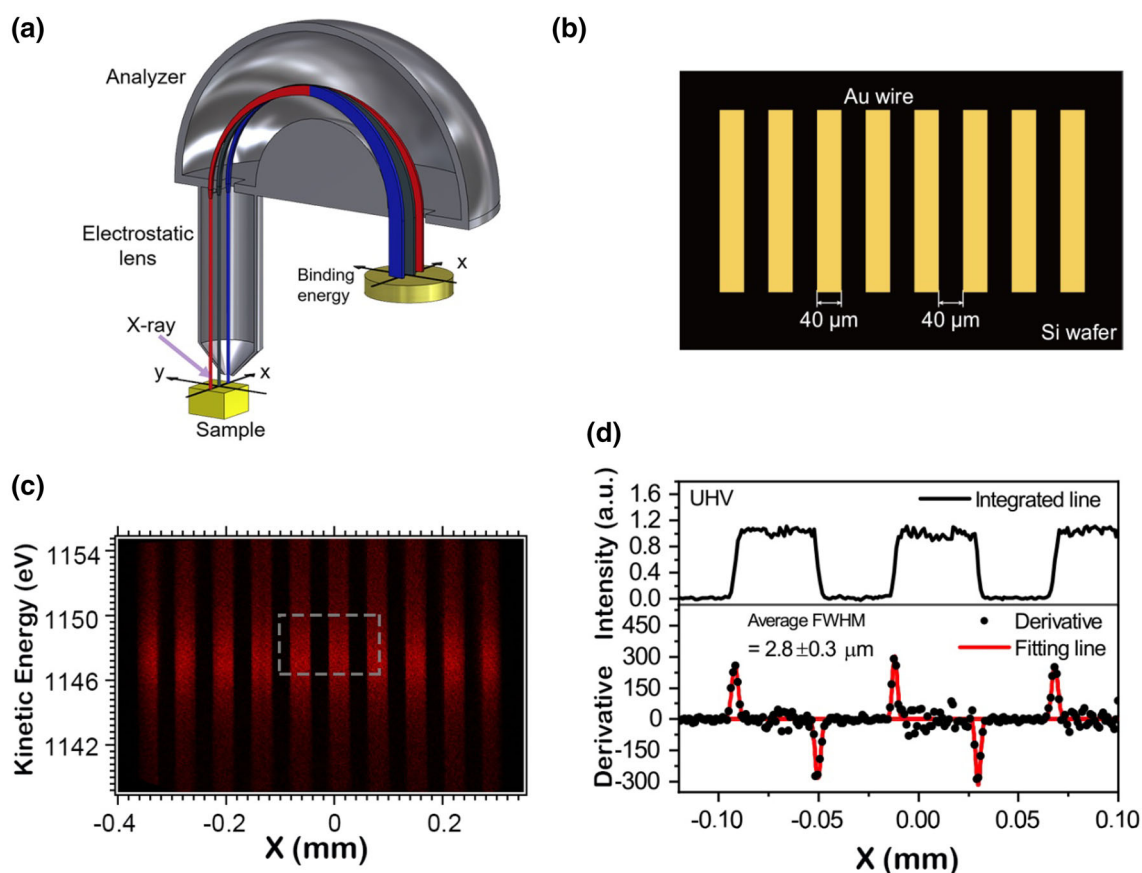 (a)
Analyzer
Electrostatic
lens
X-ray
Binding
energy
x
y
x
Sample
(b)
Au wire
40 μm
40 μm
Si wafer
(c)
Kinetic Energy (eV)
1154
1150
1146
1142
-0.4
-0.2
0
0.2
X (mm)
(d)
Intensity (a.u.)
1.6
1.2
0.8
0.4
0.0
UHV
Integrated line
Derivative
450
300
150
0
-150
-300
Average FWHM
= 2.8±0.3 μm
Derivative
Fitting line
-0.10
-0.05
0.00
0.05
0.10
X (mm)